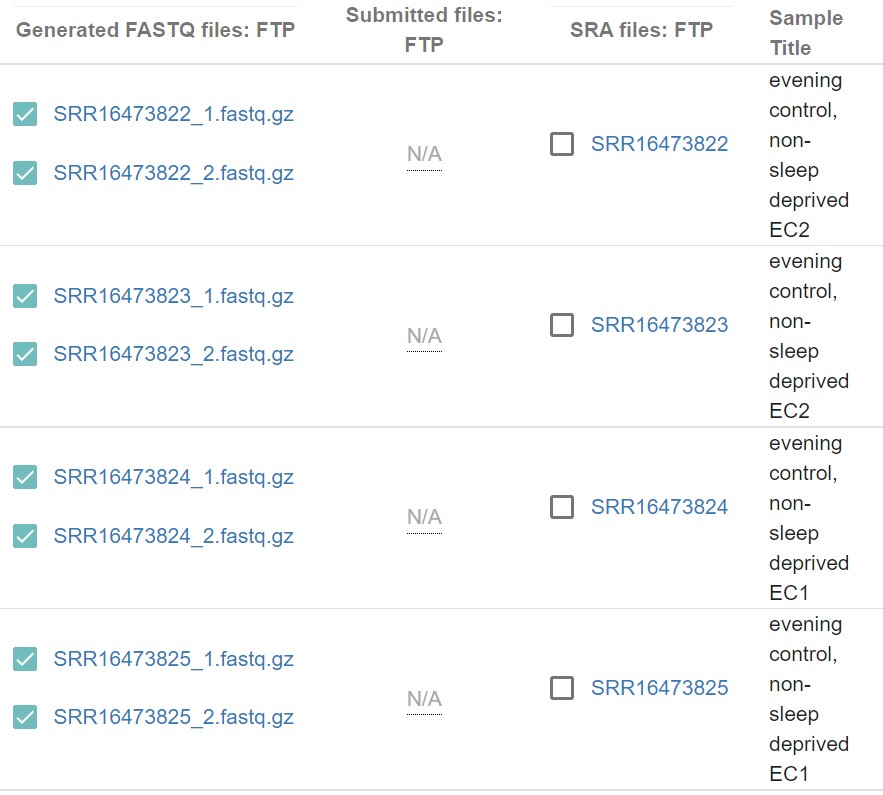 Generated FASTQ files: FTP
Submitted files:
FTP
SRA files: FTP
Sample
Title
SRR16473822_1.fastq.gz
SRR16473822_2.fastq.gz
N/A
SRR16473822
evening
control,
non-
sleep
deprived
EC2
SRR16473823_1.fastq.gz
SRR16473823_2.fastq.gz
N/A
SRR16473823
evening
control,
non-
sleep
deprived
EC2
SRR16473824_1.fastq.gz
SRR16473824_2.fastq.gz
N/A
SRR16473824
evening
control,
non-
sleep
deprived
EC1
SRR16473825_1.fastq.gz
SRR16473825_2.fastq.gz
N/A
SRR16473825
evening
control,
non-
sleep
deprived
EC1